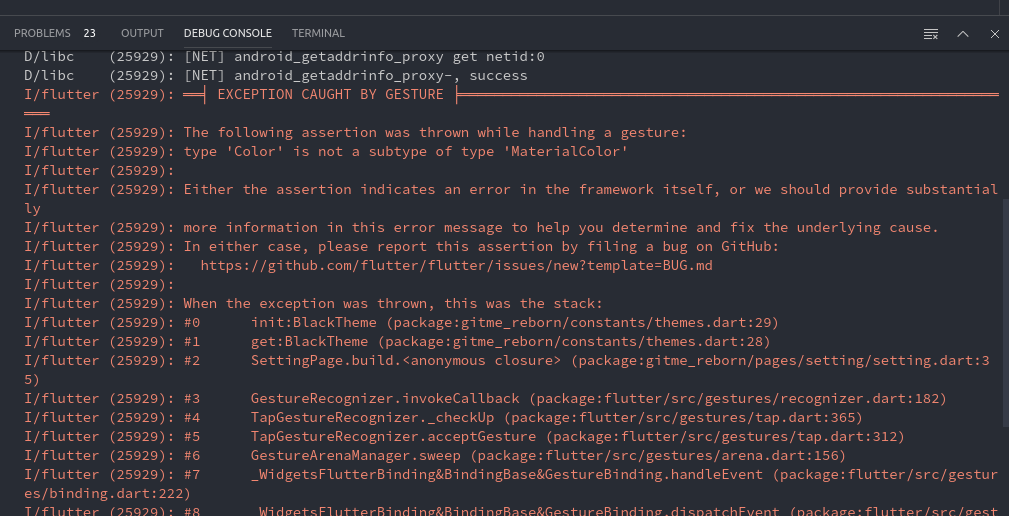 PROBLEMS 23 OUTPUT DEBUG CONSOLE TERMINAL
D/libc    (25929): [NET] android_getaddrinfo_proxy get netid:0
D/libc    (25929): [NET] android_getaddrinfo_proxy-, success
I/flutter (25929): ══╡ EXCEPTION CAUGHT BY GESTURE ╞════════════════════════════════════════════════════════════════
═══
I/flutter (25929): The following assertion was thrown while handling a gesture:
I/flutter (25929): type 'Color' is not a subtype of type 'MaterialColor'
I/flutter (25929):
I/flutter (25929): Either the assertion indicates an error in the framework itself, or we should provide substantial
ly
I/flutter (25929): more information in this error message to help you determine and fix the underlying cause.
I/flutter (25929): In either case, please report this assertion by filing a bug on GitHub:
I/flutter (25929):   https://github.com/flutter/flutter/issues/new?template=BUG.md
I/flutter (25929):
I/flutter (25929): When the exception was thrown, this was the stack:
I/flutter (25929): #0      init:BlackTheme (package:gitme_reborn/constants/themes.dart:29)
I/flutter (25929): #1      get:BlackTheme (package:gitme_reborn/constants/themes.dart:28)
I/flutter (25929): #2      SettingPage.build.<anonymous closure> (package:gitme_reborn/pages/setting/setting.dart:3
5)
I/flutter (25929): #3      GestureRecognizer.invokeCallback (package:flutter/src/gestures/recognizer.dart:182)
I/flutter (25929): #4      TapGestureRecognizer._checkUp (package:flutter/src/gestures/tap.dart:365)
I/flutter (25929): #5      TapGestureRecognizer.acceptGesture (package:flutter/src/gestures/tap.dart:312)
I/flutter (25929): #6      GestureArenaManager.sweep (package:flutter/src/gestures/arena.dart:156)
I/flutter (25929): #7      _WidgetsFlutterBinding&BindingBase&GestureBinding.handleEvent (package:flutter/src/gestur
es/binding.dart:222)
I/flutter (25929): #8      _WidgetsFlutterBinding&BindingBase&GestureBinding.dispatchEvent (package:flutter/src/gest